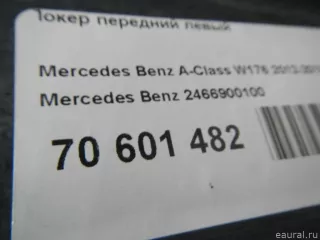 Локер передний левый
Mercedes Benz A-Class W176
Mercedes Benz 2466900100
70 601 482
eaural.ru